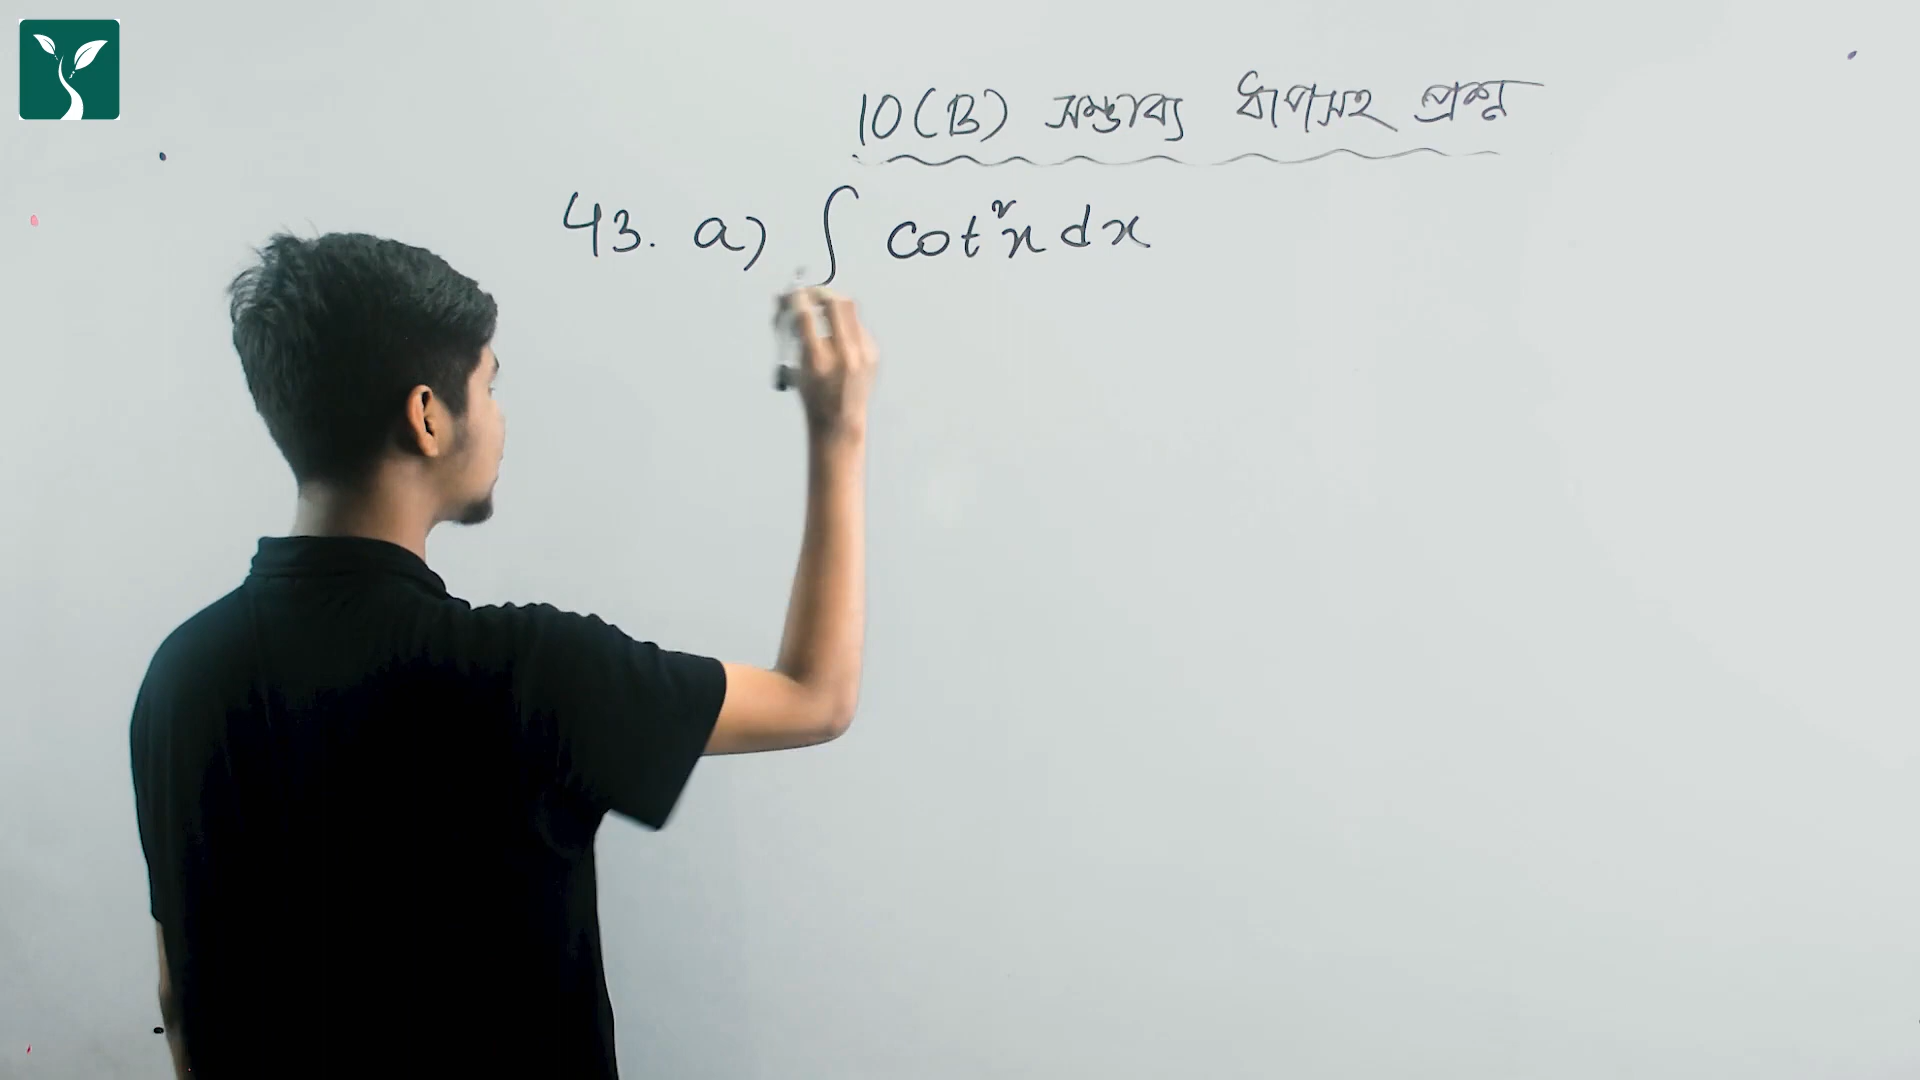 10(B) সম্ভাব্য ধাপসহ প্রশ্ন
43. a) ∫ cot²x dx